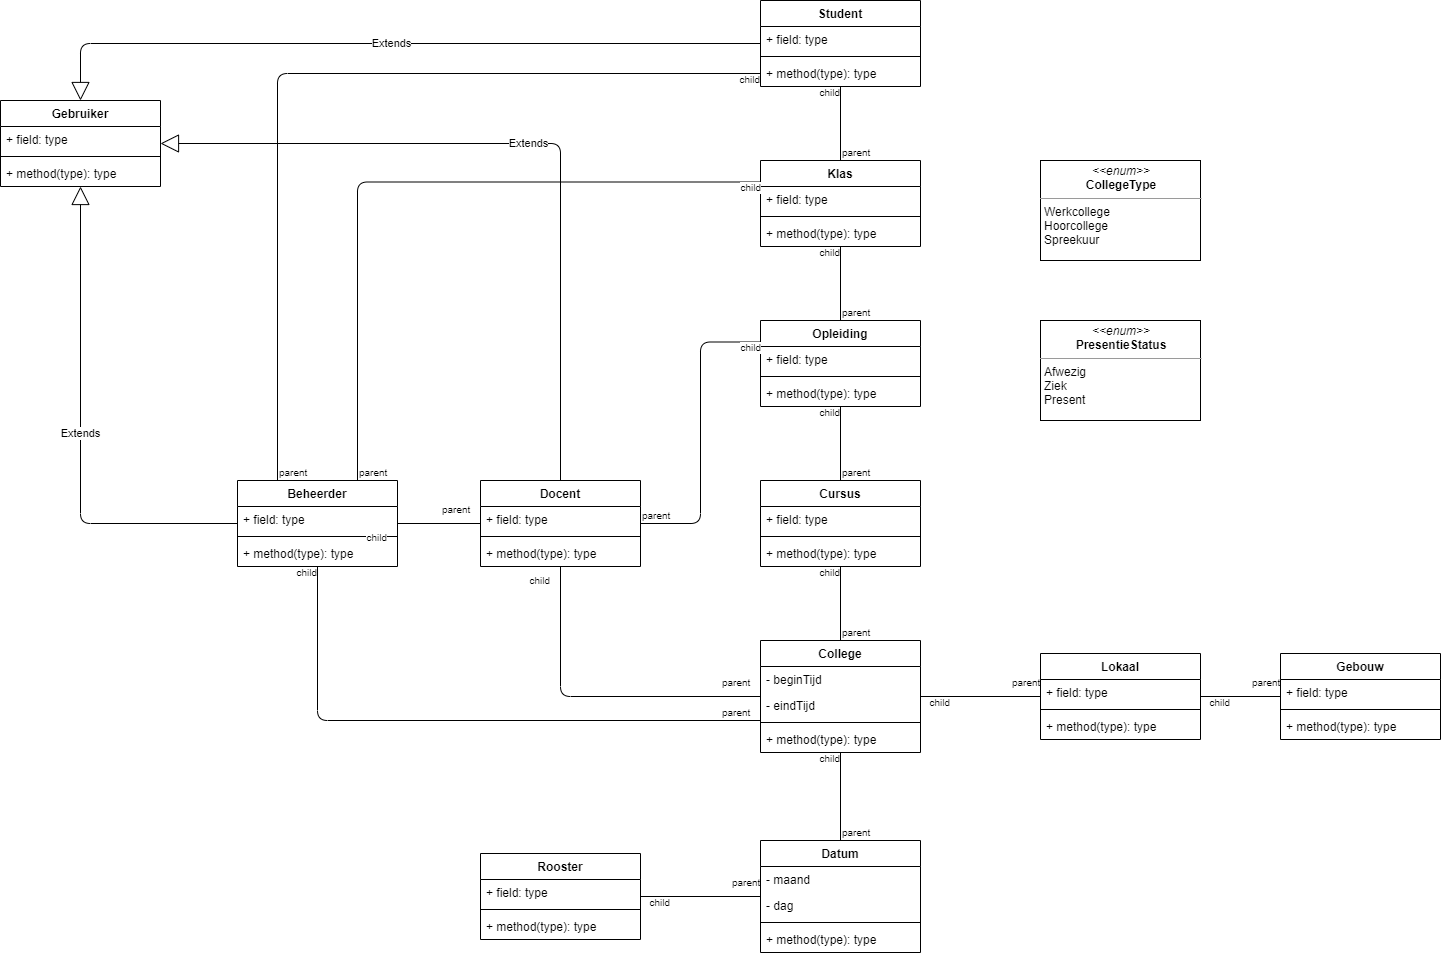 Student
+ field: type
+ method(type): type
Extends
child
child
parent
Gebruiker
+ field: type
+ method(type): type
Extends
Klas
+ field: type
+ method(type): type
child
child
parent
<<enum>>
CollegeType
Werkcollege
Hoorcollege
Spreekuur
Opleiding
+ field: type
+ method(type): type
child
child
parent
<<enum>>
PresentieStatus
Afwezig
Ziek
Present
Extends
parent
parent
Beheerder
+ field: type
+ method(type): type
child
child
parent
Docent
+ field: type
+ method(type): type
parent
child
Cursus
+ field: type
+ method(type): type
child
parent
College
- beginTijd
- eindTijd
+ method(type): type
parent
parent
child
child
parent
Lokaal
+ field: type
+ method(type): type
child
parent
Gebouw
+ field: type
+ method(type): type
parent
Rooster
+ field: type
+ method(type): type
child
parent
Datum
- maand
- dag
+ method(type): type